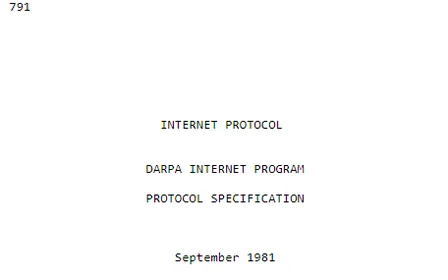 791
INTERNET PROTOCOL
DARPA INTERNET PROGRAM
PROTOCOL SPECIFICATION
September 1981